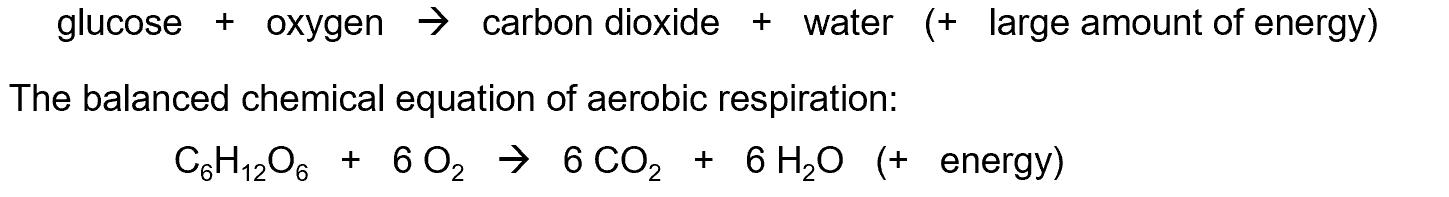 glucose + oxygen → carbon dioxide + water (+ large amount of energy)
The balanced chemical equation of aerobic respiration:
C₆H₁₂O₆ + 6 O₂ → 6 CO₂ + 6 H₂O (+ energy)